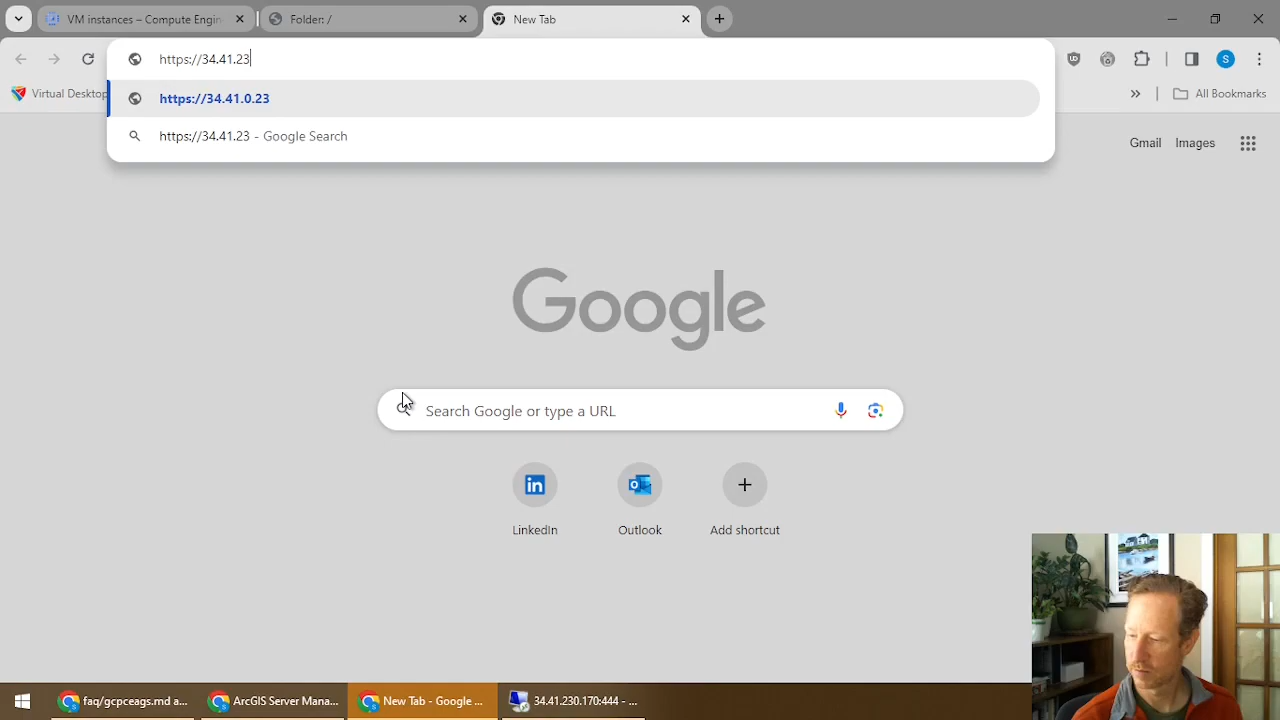 VM instances – Compute Engin
Folder: /
New Tab
https://34.41.23
Virtual Desktop
https://34.41.0.23
https://34.41.23 - Google Search
UD
S
All Bookmarks
Gmail
Images
Google
Search Google or type a URL
LinkedIn
Outlook
Add shortcut
faq/gcpceags.md a...
ArcGIS Server Mana...
New Tab - Google ...
34.41.230.170:444 - ...